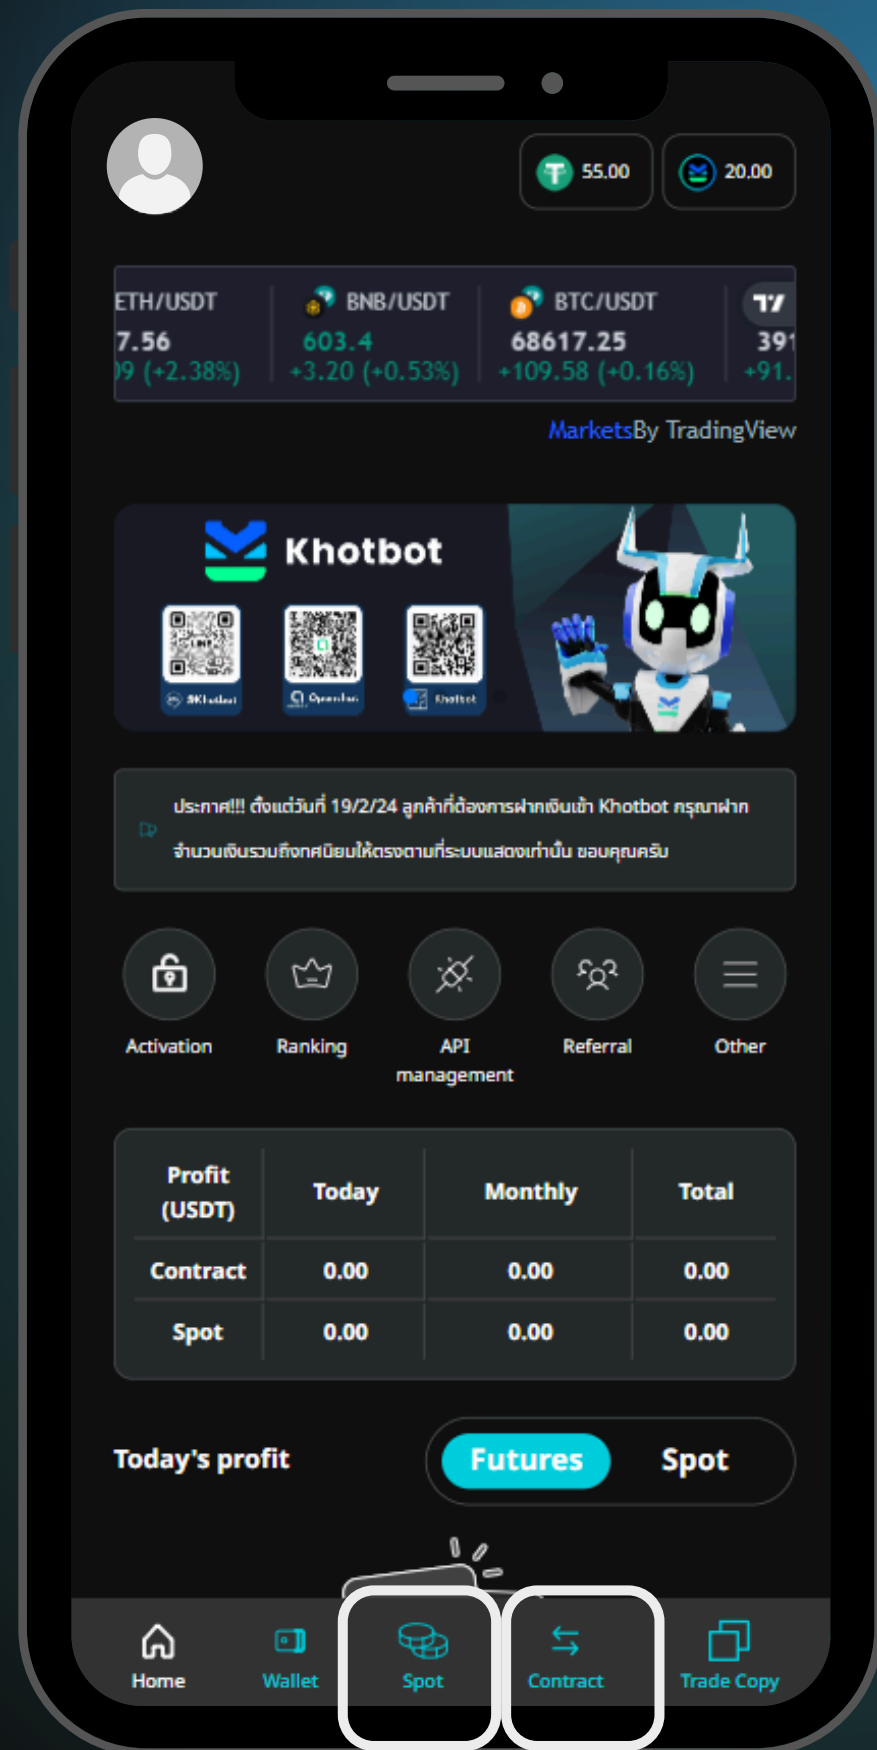 55.00
20.00
ETH/USDT
BNB/USDT
BTC/USDT
7.56
603.4
68617.25
391
09 (+2.38%)
+3.20 (+0.53%)
+109.58 (+0.16%)
+91.
MarketsBy TradingView
Khotbot
Khotbot
ประกาศ!!! ตั้งแต่วันที่ 19/2/24 ลูกค้าที่ต้องการฝากเงินเข้า Khotbot กรุณาฝาก
จำนวนเงินรวมถึงทศนิยมให้ตรงตามที่ระบบแสดงเท่านั้น ขอบคุณครับ
Activation
Ranking
API
management
Referral
Other
Profit
(USDT)
Today
Monthly
Total
Contract
0.00
0.00
0.00
Spot
0.00
0.00
0.00
Today's profit
Futures
Spot
Home
Wallet
Spot
Contract
Trade Copy